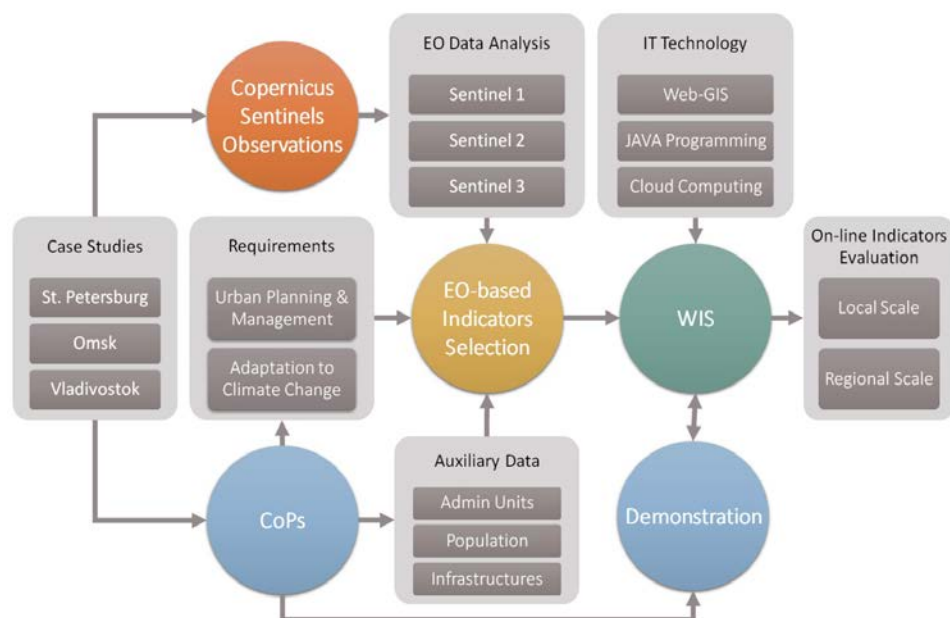 Copernicus
Sentinels
Observations
EO Data Analysis
Sentinel 1
Sentinel 2
Sentinel 3
IT Technology
Web-GIS
JAVA Programming
Cloud Computing
Case Studies
St. Petersburg
Omsk
Vladivostok
Requirements
Urban Planning &
Management
Adaptation to
Climate Change
EO-based
Indicators
Selection
WIS
On-line Indicators
Evaluation
Local Scale
Regional Scale
CoPs
Auxiliary Data
Admin Units
Population
Infrastructures
Demonstration